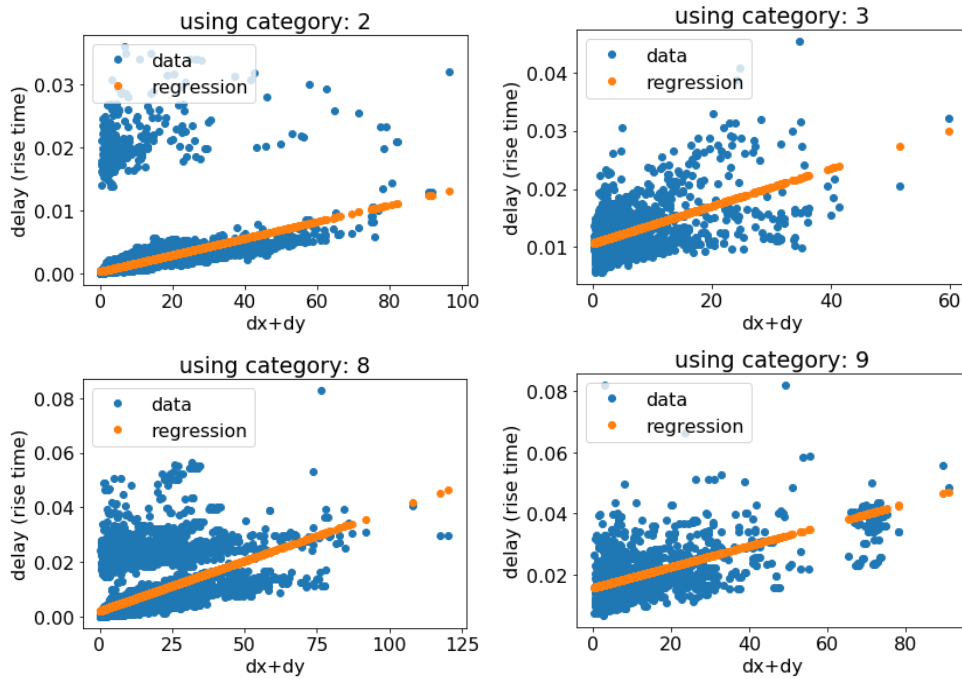 using category: 2
data
regression
delay (rise time)
0.03
0.02
0.01
0.00
0 20 40 60 80 100
dx+dy
using category: 3
data
regression
delay (rise time)
0.04
0.03
0.02
0.01
0 20 40 60
dx+dy
using category: 8
data
regression
delay (rise time)
0.08
0.06
0.04
0.02
0.00
0 25 50 75 100 125
dx+dy
using category: 9
data
regression
delay (rise time)
0.08
0.06
0.04
0.02
0 20 40 60 80
dx+dy